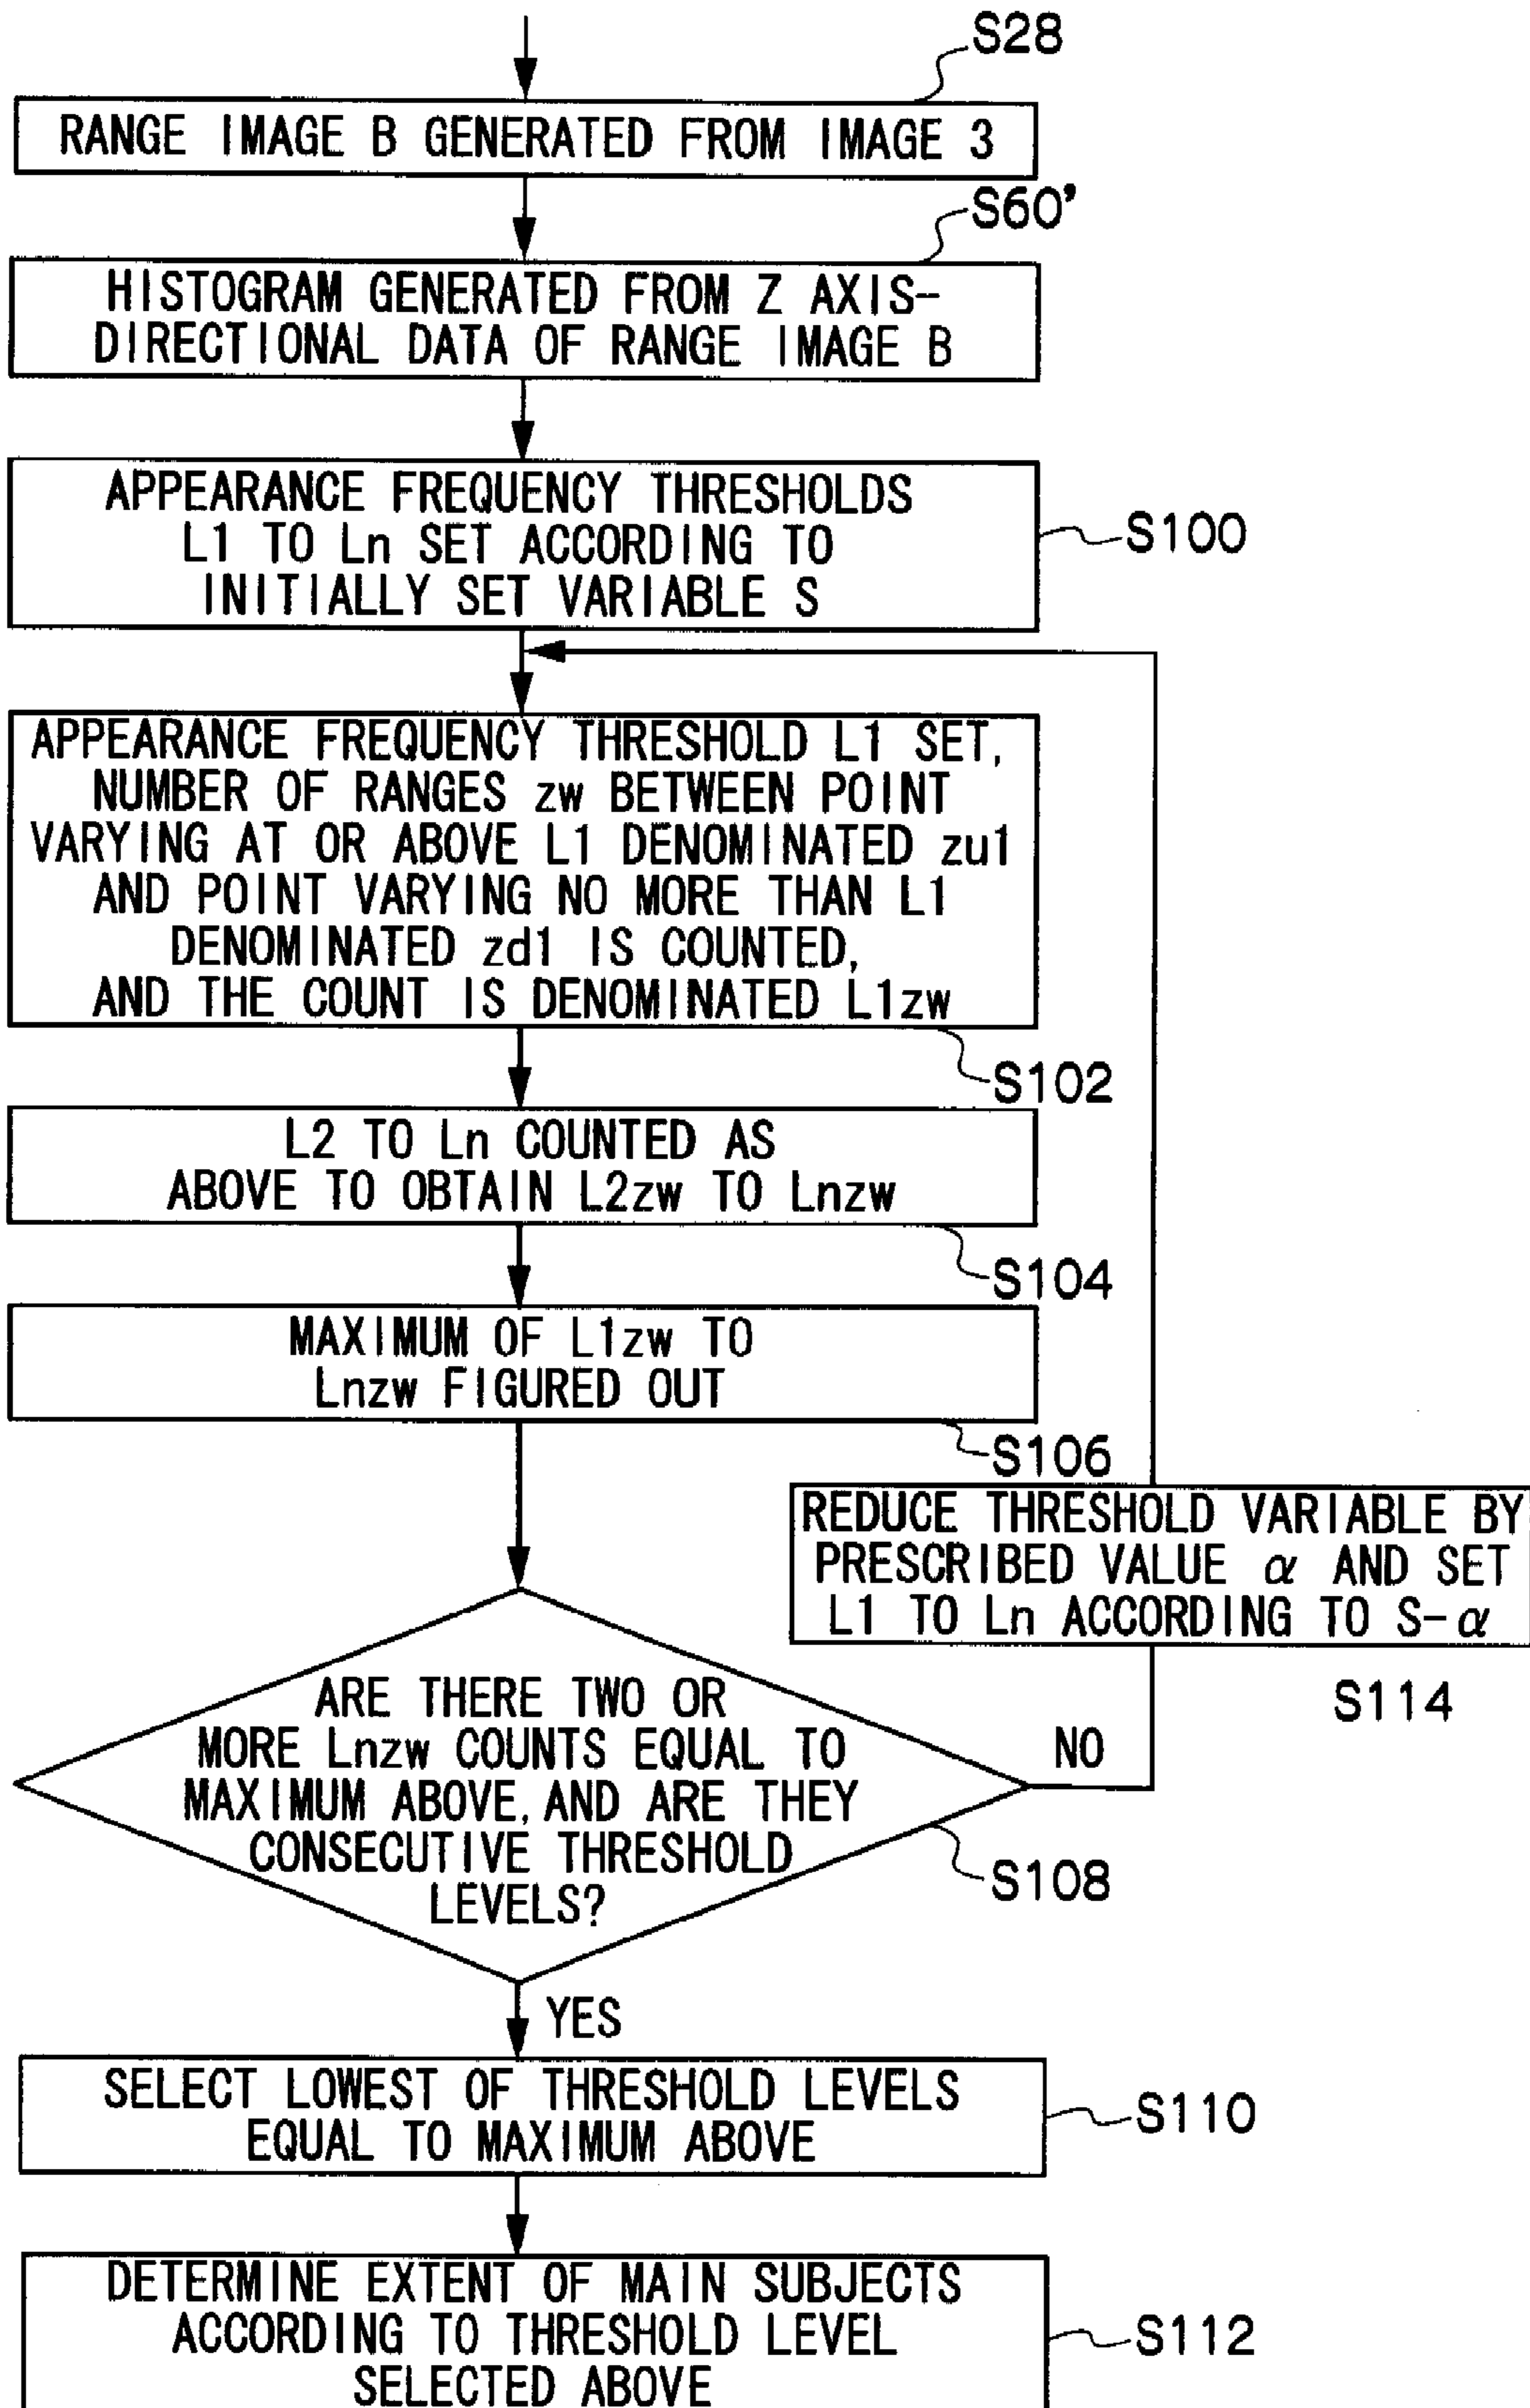 S28
RANGE IMAGE B GENERATED FROM IMAGE 3
S60'
HISTOGRAM GENERATED FROM Z AXIS-
DIRECTIONAL DATA OF RANGE IMAGE B
APPEARANCE FREQUENCY THRESHOLDS
L1 TO Ln SET ACCORDING TO
INITIALLY SET VARIABLE S
S100
APPEARANCE FREQUENCY THRESHOLD L1 SET,
NUMBER OF RANGES zw BETWEEN POINT
VARYING AT OR ABOVE L1 DENOMINATED zu1
AND POINT VARYING NO MORE THAN L1
DENOMINATED zd1 IS COUNTED,
AND THE COUNT IS DENOMINATED L1zw
S102
L2 TO Ln COUNTED AS
ABOVE TO OBTAIN L2zw TO Lnzw
S104
MAXIMUM OF L1zw TO
Lnzw FIGURED OUT
S106
REDUCE THRESHOLD VARIABLE BY
PRESCRIBED VALUE α AND SET
L1 TO Ln ACCORDING TO S-α
S114
ARE THERE TWO OR
MORE Lnzw COUNTS EQUAL TO
MAXIMUM ABOVE, AND ARE THEY
CONSECUTIVE THRESHOLD
LEVELS?
NO
S108
YES
SELECT LOWEST OF THRESHOLD LEVELS
EQUAL TO MAXIMUM ABOVE
S110
DETERMINE EXTENT OF MAIN SUBJECTS
ACCORDING TO THRESHOLD LEVEL
SELECTED ABOVE
S112